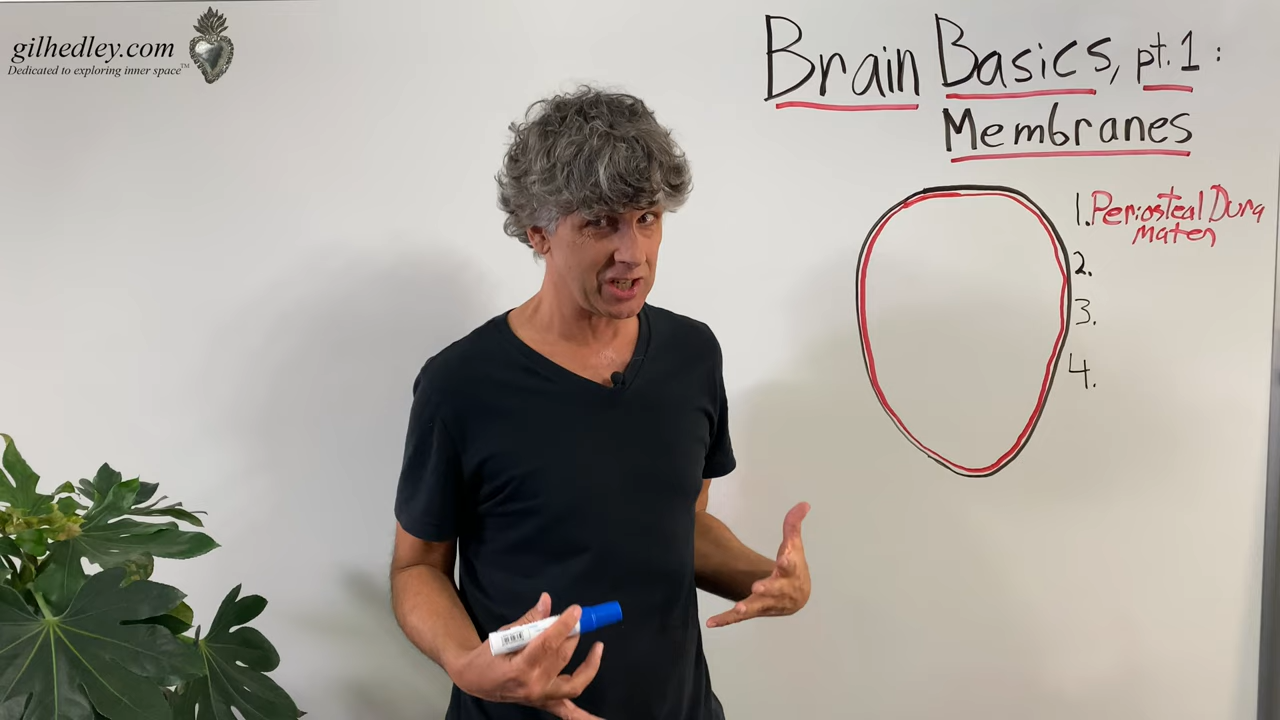 gilhedley.com
Dedicated to exploring inner space™
Brain Basics, pt. 1 :
Membranes
1. Periosteal Dura
Mater
2.
3.
4.